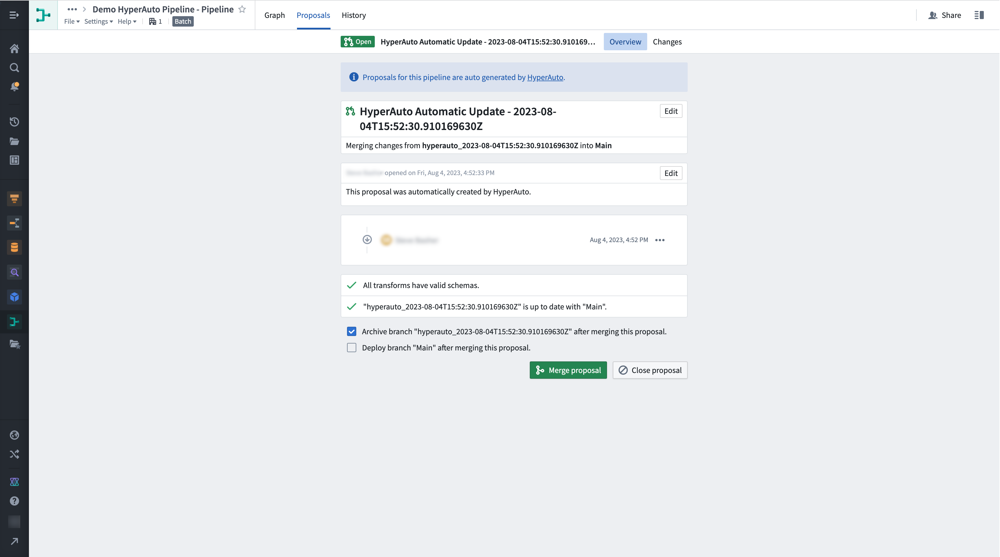 Demo HyperAuto Pipeline - Pipeline
File Settings Help 1 Batch
Graph Proposals History
Share
Open HyperAuto Automatic Update - 2023-08-04T15:52:30.910169... Overview Changes
Proposals for this pipeline are auto generated by HyperAuto.
HyperAuto Automatic Update - 2023-08-
04T15:52:30.910169630Z
Edit
Merging changes from hyperauto_2023-08-04T15:52:30.910169630Z into Main
opened on Fri, Aug 4, 2023, 4:52:33 PM
Edit
This proposal was automatically created by HyperAuto.
Aug 4, 2023, 4:52 PM
All transforms have valid schemas.
"hyperauto_2023-08-04T15:52:30.910169630Z" is up to date with "Main".
Archive branch "hyperauto_2023-08-04T15:52:30.910169630Z" after merging this proposal.
Deploy branch "Main" after merging this proposal.
Merge proposal Close proposal